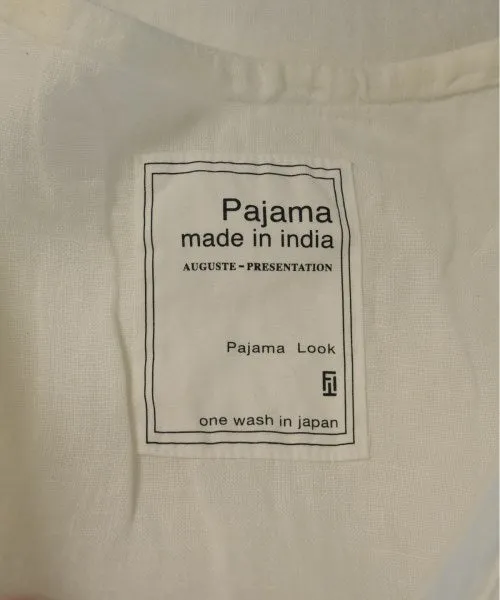 Pajama
made in india
AUGUSTE-PRESENTATION
Pajama Look
one wash in japan